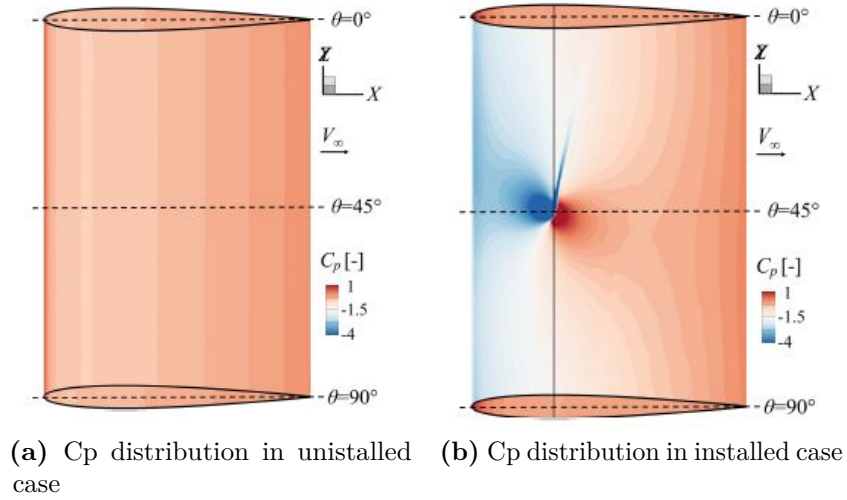 θ=0°
Z
X
V∞
θ=45°
Cp [-]
1
-1.5
-4
θ=90°
θ=0°
Z
X
V∞
θ=45°
Cp [-]
1
-1.5
-4
θ=90°
(a) Cp distribution in unistalled
case
(b) Cp distribution in installed case